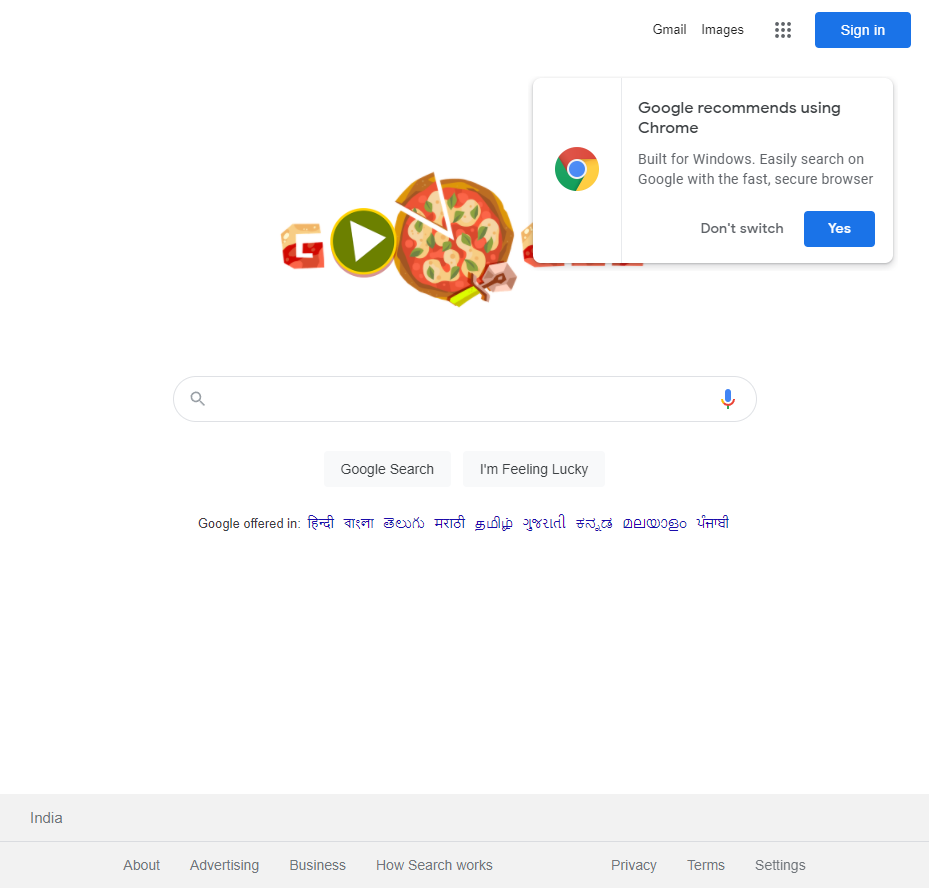 Gmail Images Sign in
Google recommends using
Chrome
Built for Windows. Easily search on
Google with the fast, secure browser
Don't switch Yes
G
Google Search I'm Feeling Lucky
Google offered in: हिन्दी বাংলা తెలుగు मराठी தமிழ் ગુજરાતી ಕನ್ನಡ മലയാളം ਪੰਜਾਬੀ
India
About Advertising Business How Search works Privacy Terms Settings